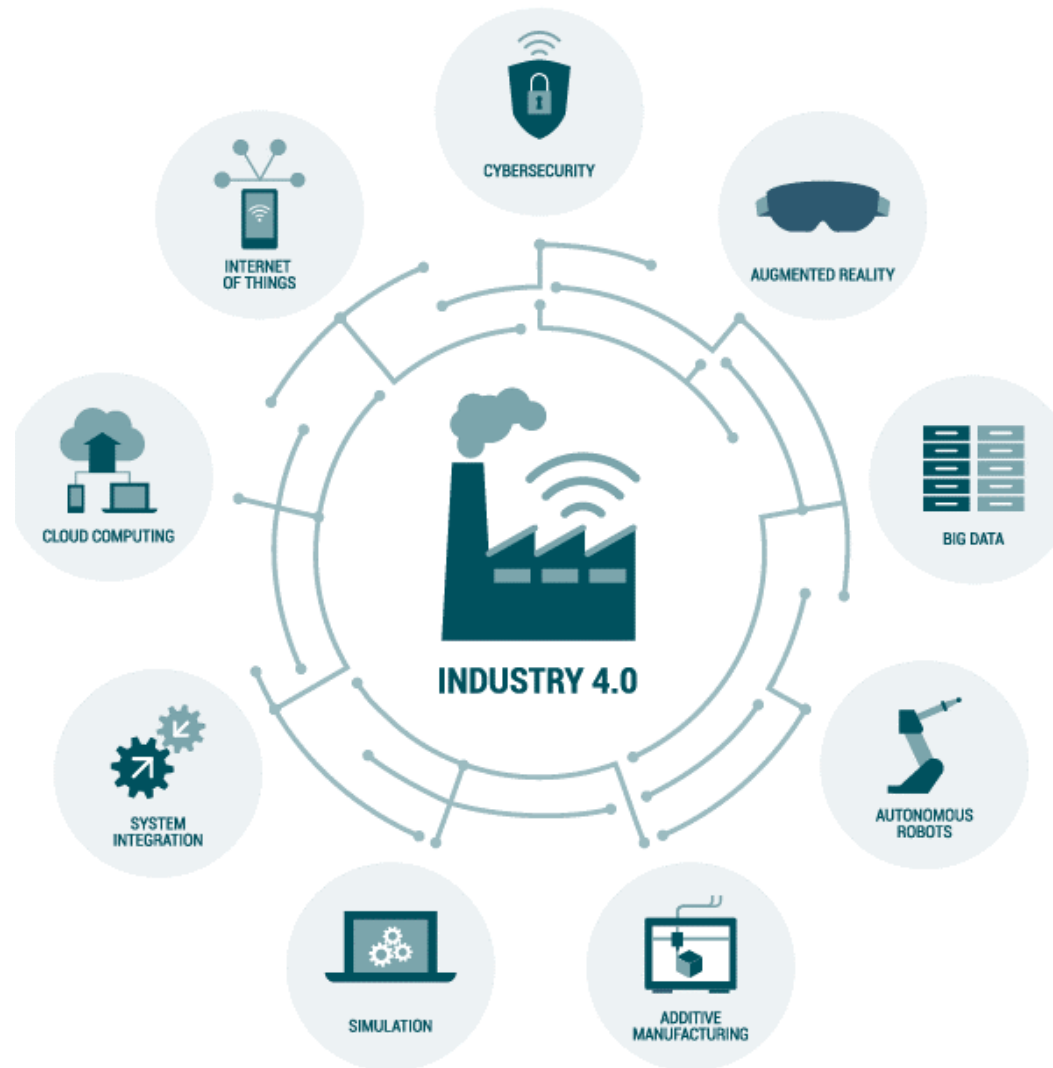 CYBERSECURITY
AUGMENTED REALITY
BIG DATA
AUTONOMOUS
ROBOTS
ADDITIVE
MANUFACTURING
SIMULATION
SYSTEM
INTEGRATION
CLOUD COMPUTING
INTERNET
OF THINGS
INDUSTRY 4.0